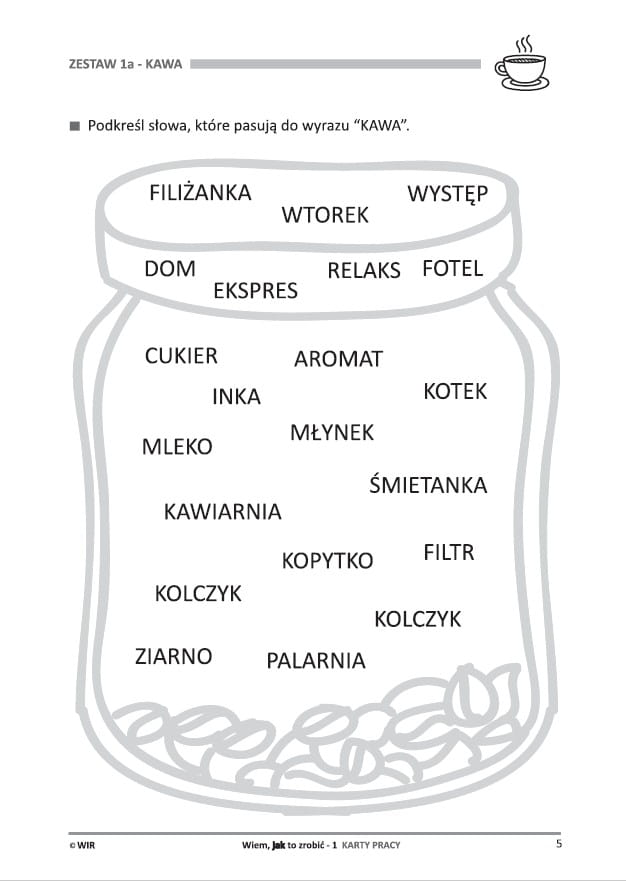 ZESTAW 1a - KAWA
Podkreśl słowa, które pasują do wyrazu “KAWA”.
FILIŻANKA
WYSTĘP
WTOREK
DOM
RELAKS
FOTEL
EKSPRES
CUKIER
AROMAT
INKA
KOTEK
MŁYNEK
MLEKO
ŚMIETANKA
KAWIARNIA
KOPYTKO
FILTR
KOLCZYK
KOLCZYK
ZIARNO
PALARNIA
© WIR
Wiem, jak to zrobić - 1 KARTY PRACY
5